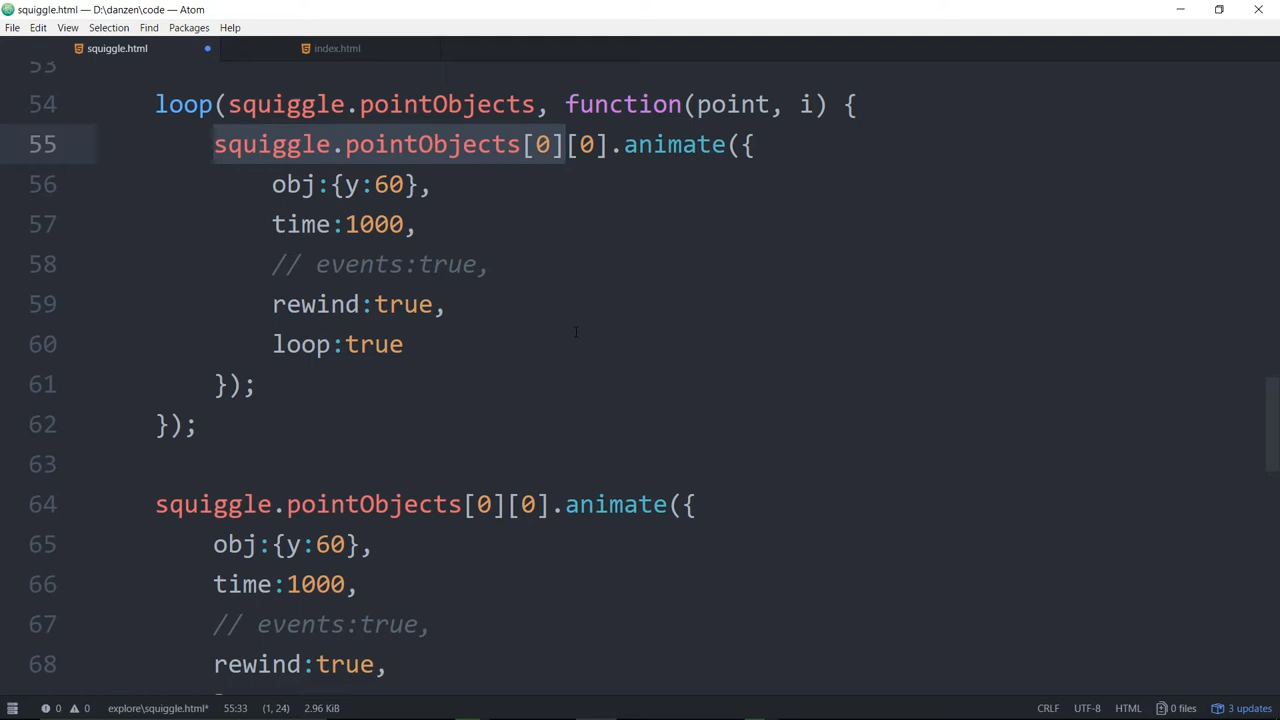 squiggle.html — D:\danzen\code — Atom
File Edit View Selection Find Packages Help
squiggle.html index.html
53
54 loop(squiggle.pointObjects, function(point, i) {
55 squiggle.pointObjects[0][0].animate({
56 obj:{y:60},
57 time:1000,
58 // events:true,
59 rewind:true,
60 loop:true
61 });
62 });
63
64 squiggle.pointObjects[0][0].animate({
65 obj:{y:60},
66 time:1000,
67 // events:true,
68 rewind:true,
0 0 explore\squiggle.html* 55:33 (1, 24) 2.96 KiB CRLF UTF-8 HTML 0 files 3 updates